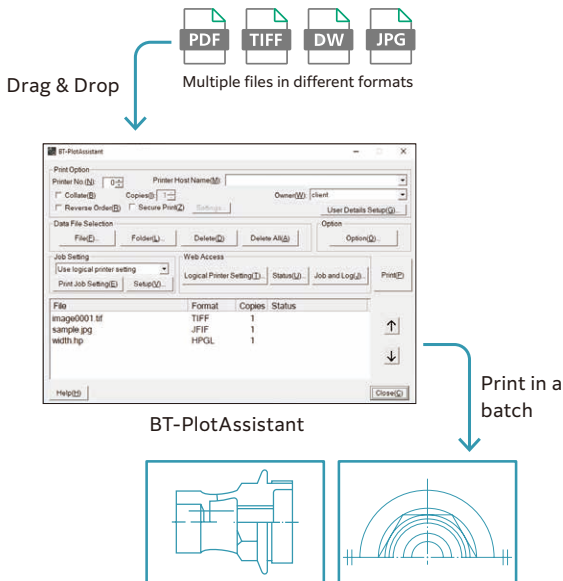 PDF TIFF DW JPG
Drag & Drop
Multiple files in different formats
BT-PlotAssistant
Print Option
Printer No.(N): 0 Printer Host Name(M):
Collate(B) Copies(I): 1 Owner(W): client
Reverse Order(R) Secure Print(Z) Settings... User Details Setup(G)...
Data File Selection Option
File(F)... Folder(L)... Delete(D) Delete All(A) Option(O)...
Job Setting Web Access
Use logical printer setting
Logical Printer Setting(T)... Status(U)... Job and Log(J)... Print(P)
Print Job Setting(E) Setup(V)...
File Format Copies Status
image0001.tif TIFF 1
sample.jpg JFIF 1
width.hp HPGL 1
Help(H) Close(C)
Print in a
batch
BT-PlotAssistant